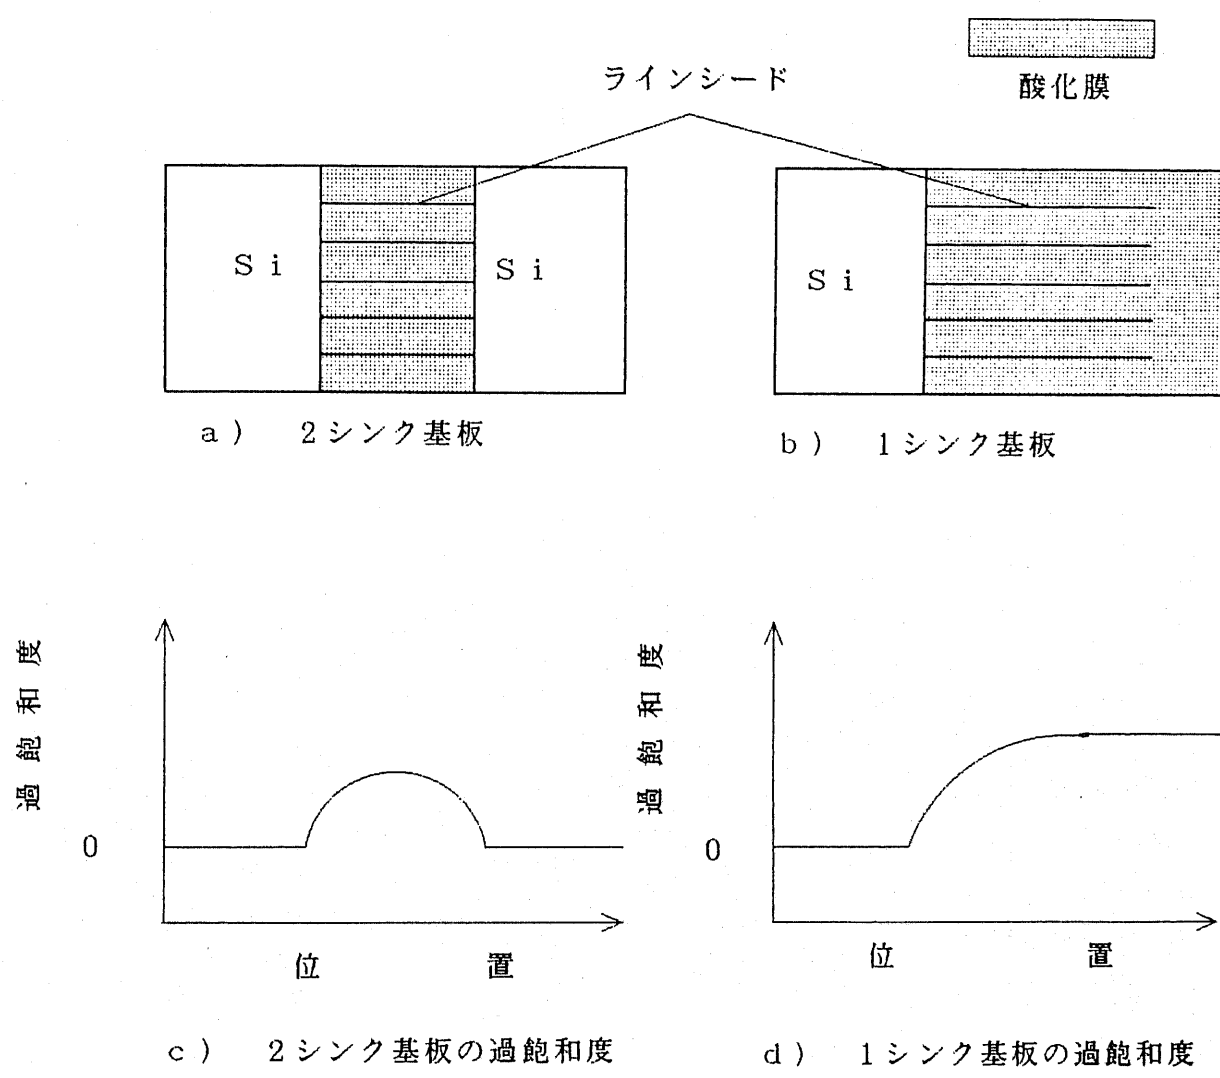 酸化膜
ラインシード
Si
Si
Si
a) 2シンク基板
b) 1シンク基板
過飽和度
0
位置
過飽和度
0
位置
c) 2シンク基板の過飽和度
d) 1シンク基板の過飽和度